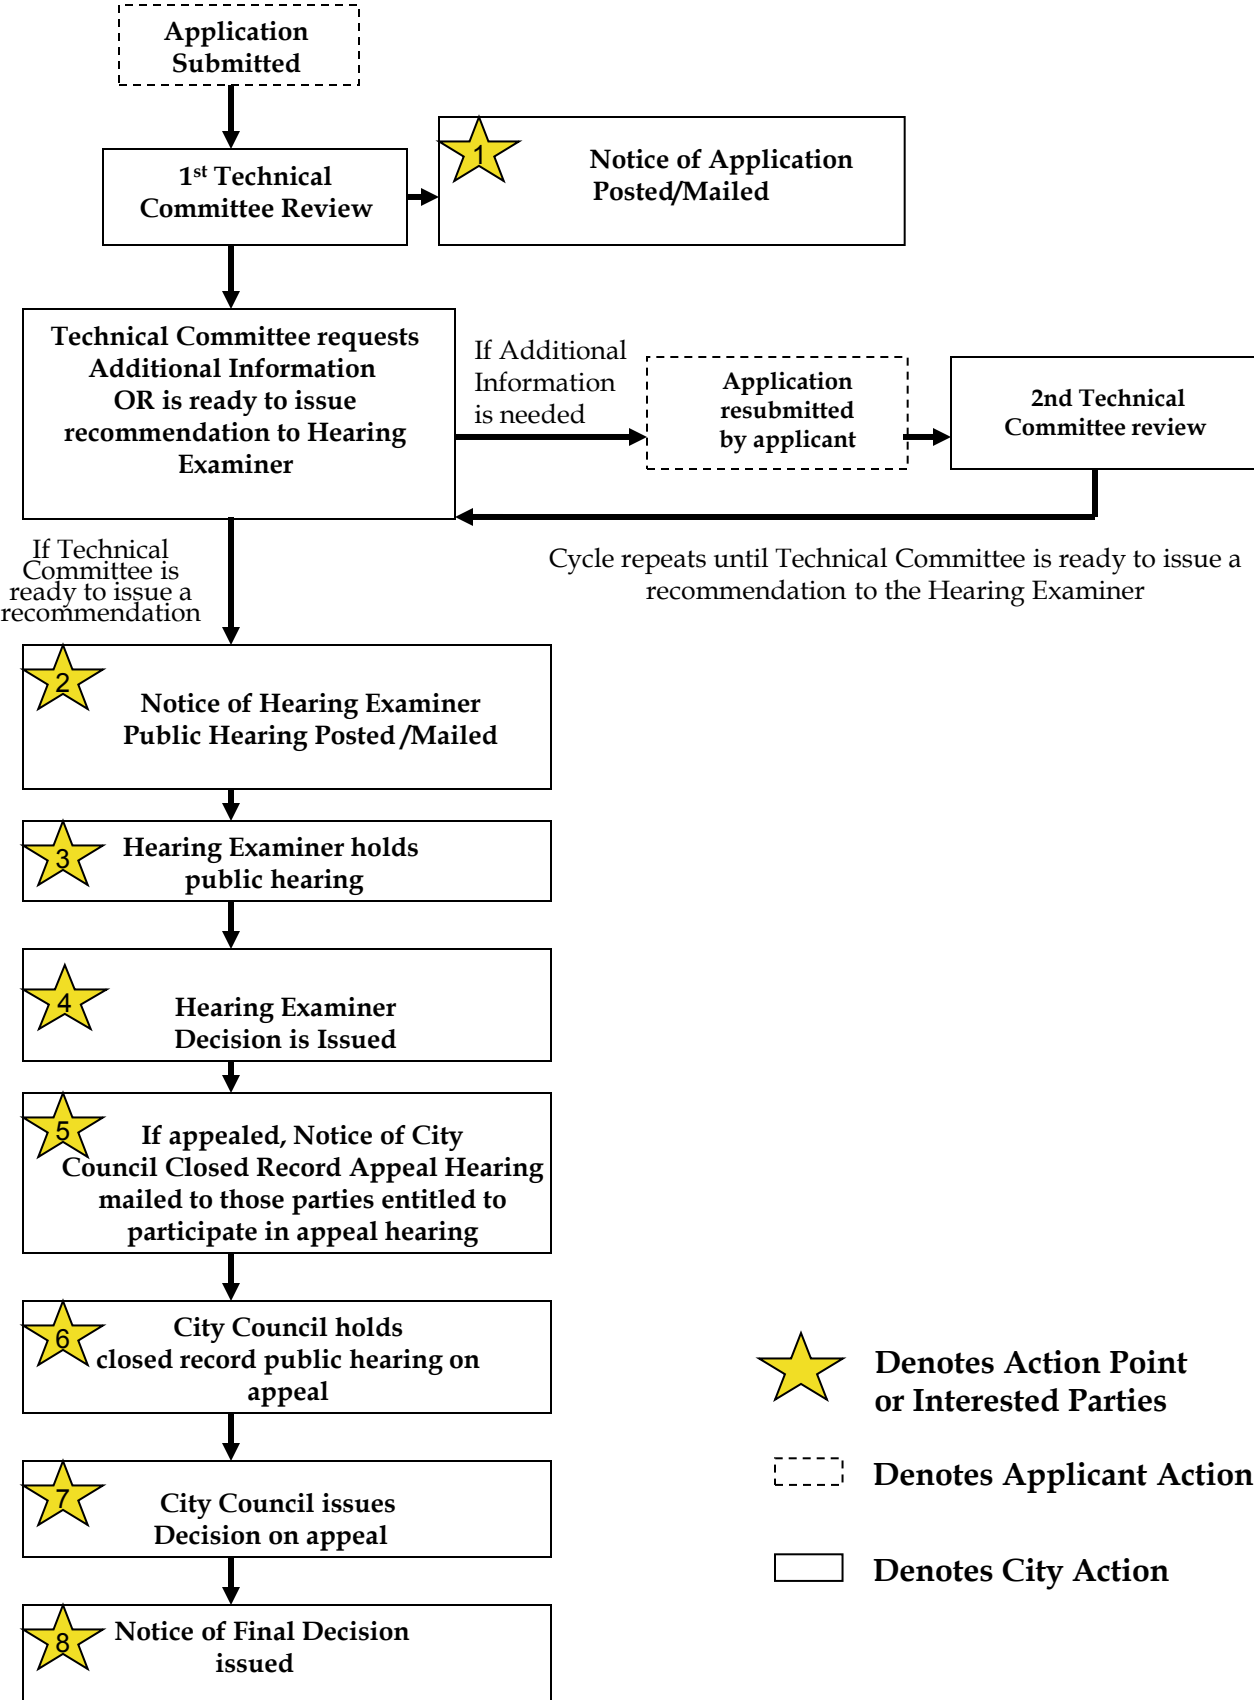 Application
Submitted
1st Technical
Committee Review
1
Notice of Application
Posted/Mailed
Technical Committee requests
Additional Information
OR is ready to issue
recommendation to Hearing
Examiner
If Additional
Information
is needed
Application
resubmitted
by applicant
2nd Technical
Committee review
Cycle repeats until Technical Committee is ready to issue a
recommendation to the Hearing Examiner
If Technical
Committee is
ready to issue a
recommendation
2
Notice of Hearing Examiner
Public Hearing Posted/Mailed
3
Hearing Examiner holds
public hearing
4
Hearing Examiner
Decision is Issued
5
If appealed, Notice of City
Council Closed Record Appeal Hearing
mailed to those parties entitled to
participate in appeal hearing
6
City Council holds
closed record public hearing on
appeal
7
City Council issues
Decision on appeal
8
Notice of Final Decision
issued
Denotes Action Point
or Interested Parties
Denotes Applicant Action
Denotes City Action